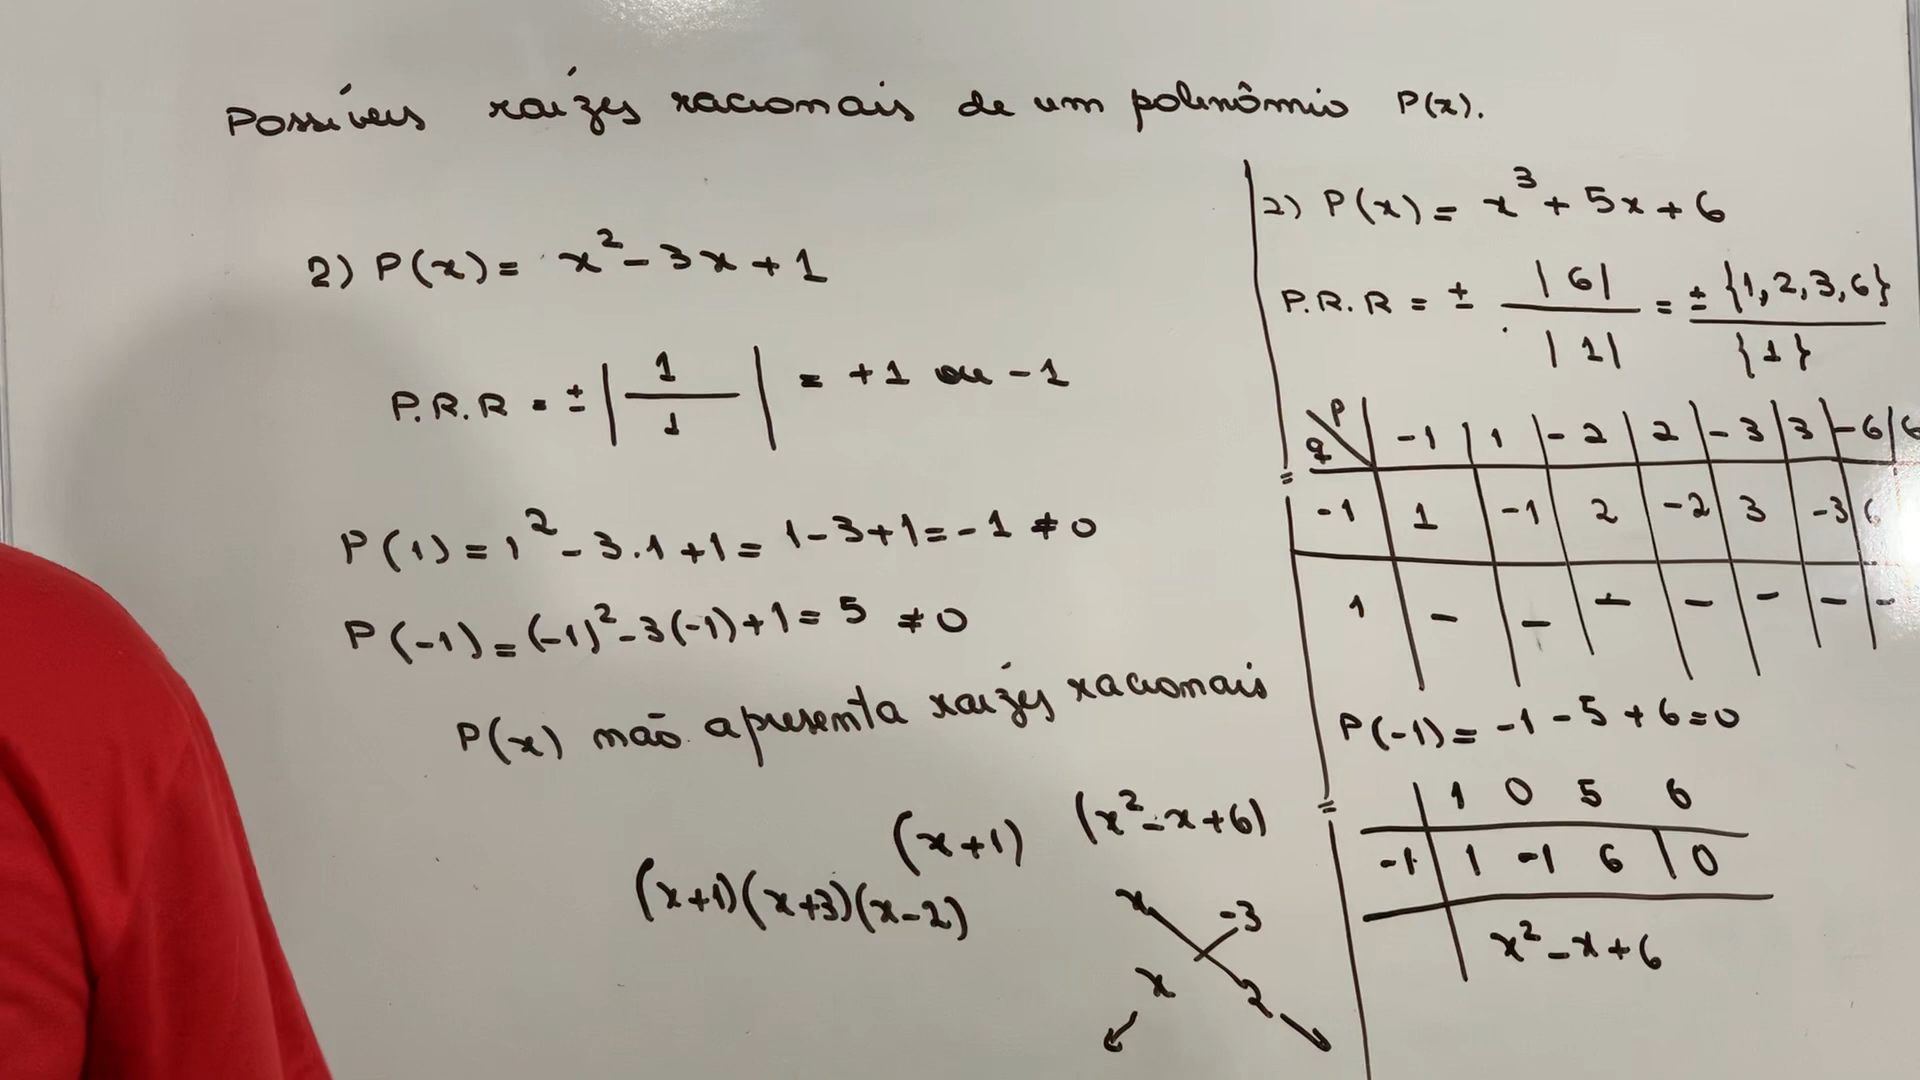 Possíveis raízes racionais de um polinômio P(x).
2) P(x) = x² - 3x + 1
P.R.R = ± | 1/1 | = +1 ou -1
P(1) = 1² - 3.1 + 1 = 1-3+1 = -1 ≠ 0
P(-1) = (-1)² - 3(-1) + 1 = 5 ≠ 0
P(x) não apresenta raízes racionais
(x+1) (x²-x+6)
(x+1)(x+3)(x-2)
x -3
x 2
2) P(x) = x³ + 5x + 6
P.R.R = ± |6| / |1| = ± {1,2,3,6} / {1}
p -1 | 1 | -2 | 2 | -3 | 3 | -6 | 6
q
-1 | 1 | -1 | 2 | -2 | 3 | -3 | 6
1 | - | - | - | - | - | - | -
P(-1) = -1 - 5 + 6 = 0
1 0 5 6
-1 | 1 -1 6 | 0
x² - x + 6